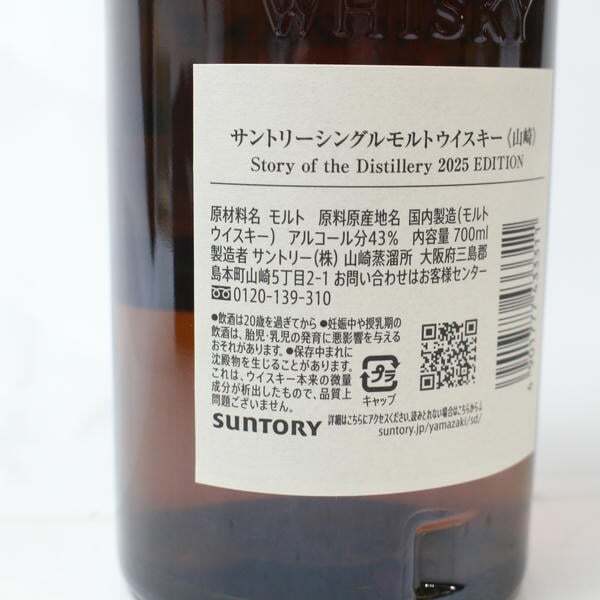 WHISKY
サントリーシングルモルトウイスキー《山崎》
Story of the Distillery 2025 EDITION
原材料名 モルト 原料原産地名 国内製造(モルト
ウイスキー) アルコール分43% 内容量 700ml
製造者 サントリー(株) 山崎蒸溜所 大阪府三島郡
島本町山崎5丁目2-1 お問い合わせはお客様センター
0120-139-310
●飲酒は20歳を過ぎてから ●妊娠中や授乳期の
飲酒は、胎児・乳児の発育に悪影響を与える
おそれがあります。●保存中まれに
沈殿物を生じることがあります。
これは、ウイスキー本来の微量
成分が析出したもので、品質上
問題ございません。
プラ
キャップ
SUNTORY
詳細はこちらにアクセスください。読みとれない場合はこちらからよ
suntory.jp/yamazaki/sd/